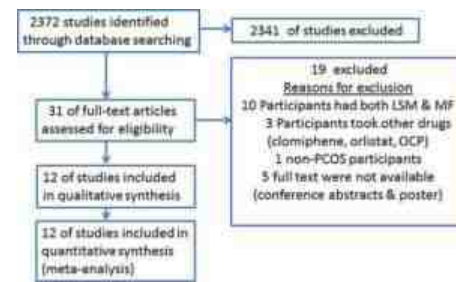 2372 studies identified
through database searching
2341 of studies excluded
31 of full-text articles
assessed for eligibility
19 excluded
Reasons for exclusion
10 Participants had both LSM & MF
3 Participants took other drugs
(clomiphene, orlistat, OCP)
1 non-PCOS participants
5 full text were not available
(conference abstracts & poster)
12 of studies included
in qualitative synthesis
12 of studies included in
quantitative synthesis
(meta-analysis)